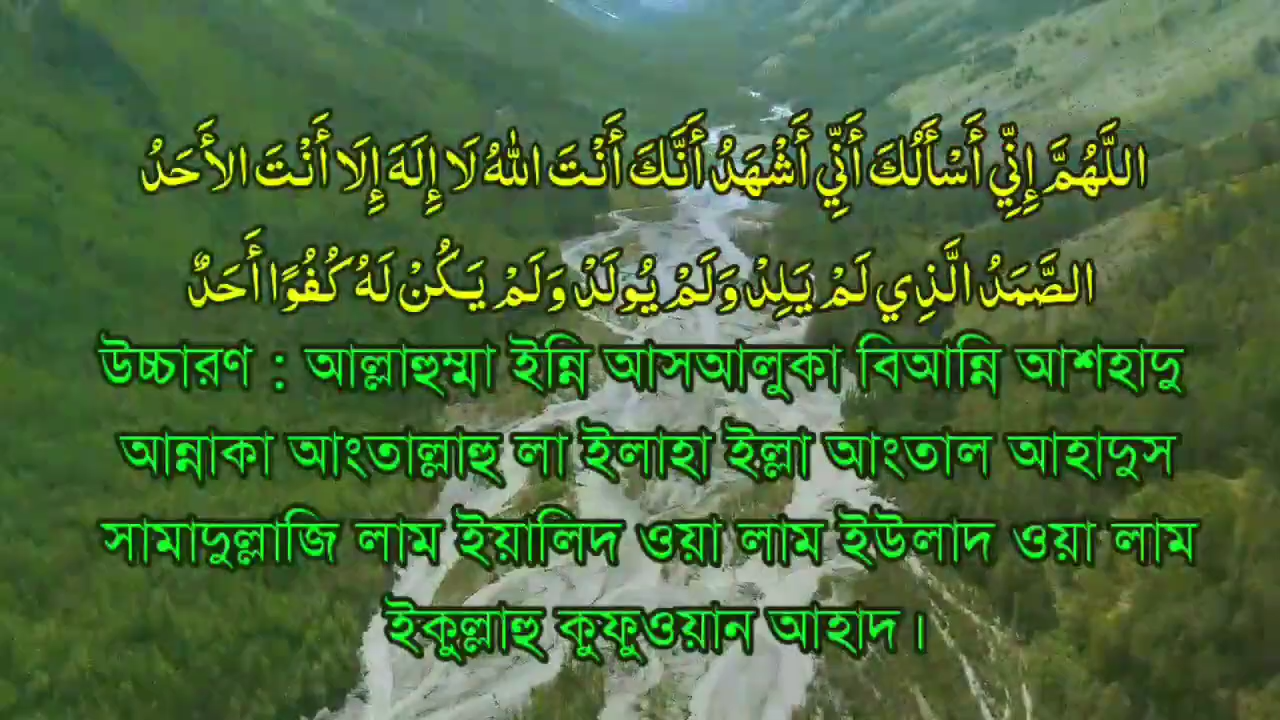 اللَّهُمَّ إِنِّي أَسْأَلُكَ أَنِّي أَشْهَدُ أَنَّكَ أَنْتَ اللهُ لَا إِلَهَ إِلَا أَنْتَ الأَحَدُ
الصَّمَدُ الَّذِي لَمْ يَلِدْ وَلَمْ يُولَدْ وَلَمْ يَكُنْ لَهُ كُفُوًا أَحَدٌ
উচ্চারণ : আল্লাহুম্মা ইন্নি আসআলুকা বিআন্নি আশহাদু
আন্নাকা আংতাল্লাহু লা ইলাহা ইল্লা আংতাল আহাদুস
সামাদুল্লাজি লাম ইয়ালিদ ওয়া লাম ইউলাদ ওয়া লাম
ইকুল্লাহু কুফুওয়ান আহাদ।